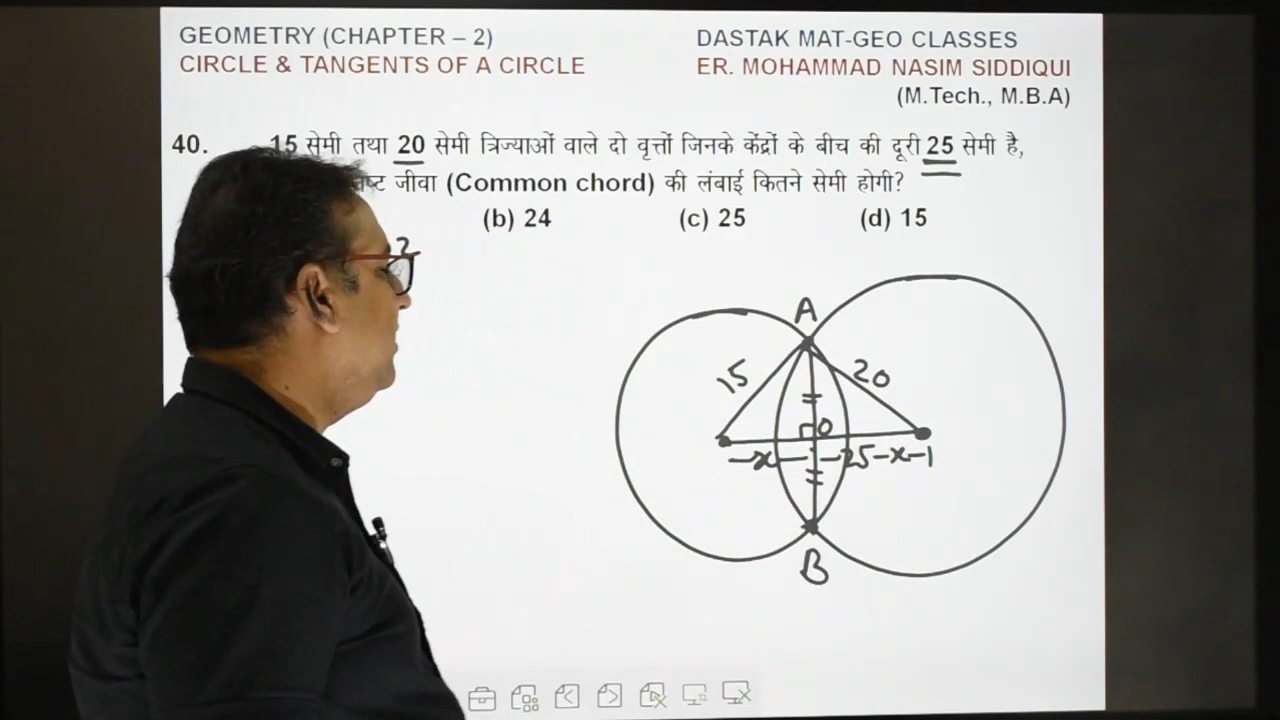 GEOMETRY (CHAPTER – 2)
CIRCLE & TANGENTS OF A CIRCLE
DASTAK MAT-GEO CLASSES
ER. MOHAMMAD NASIM SIDDIQUI
(M.Tech., M.B.A)
40. 15 सेमी तथा 20 सेमी त्रिज्याओं वाले दो वृत्तों जिनके केंद्रों के बीच की दूरी 25 सेमी है,
जीवा (Common chord) की लंबाई कितने सेमी होगी?
(b) 24 (c) 25 (d) 15
2
A
15 20
O
x 25-x
B